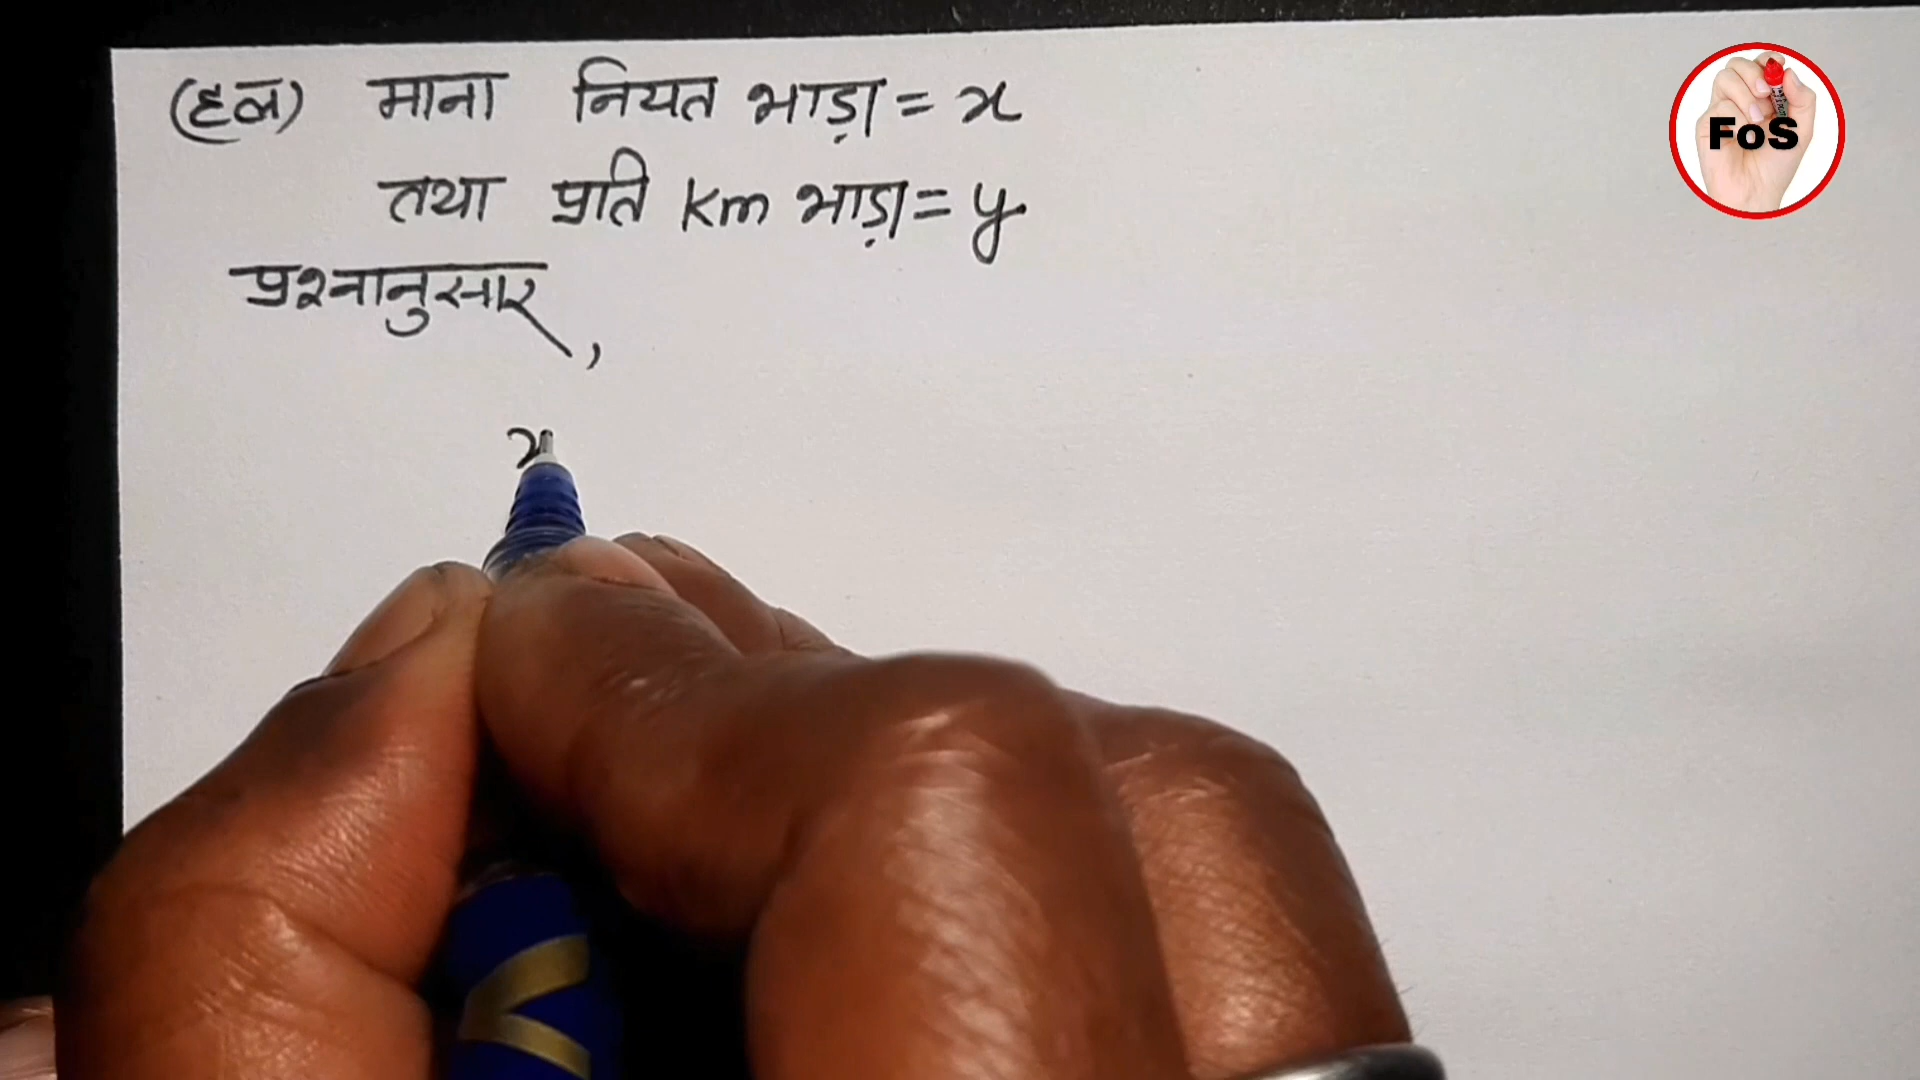 (हल) माना नियत भाड़ा = x
तथा प्रति km भाड़ा = y
प्रश्नानुसार,
x
FoS